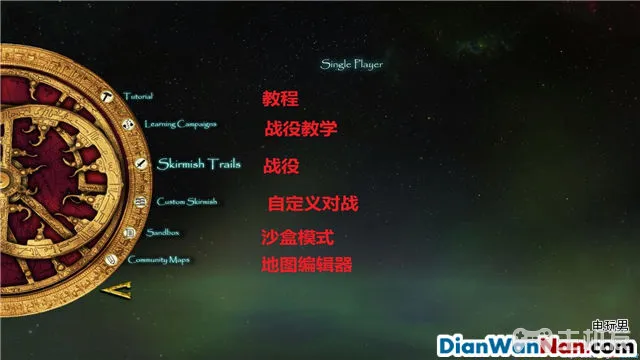 Single Player
Tutorial 教程
Learning Campaigns 战役教学
Skirmish Trails 战役
Custom Skirmish 自定义对战
Sandbox 沙盒模式
Community Maps 地图编辑器
电玩男
DianWanNan.com